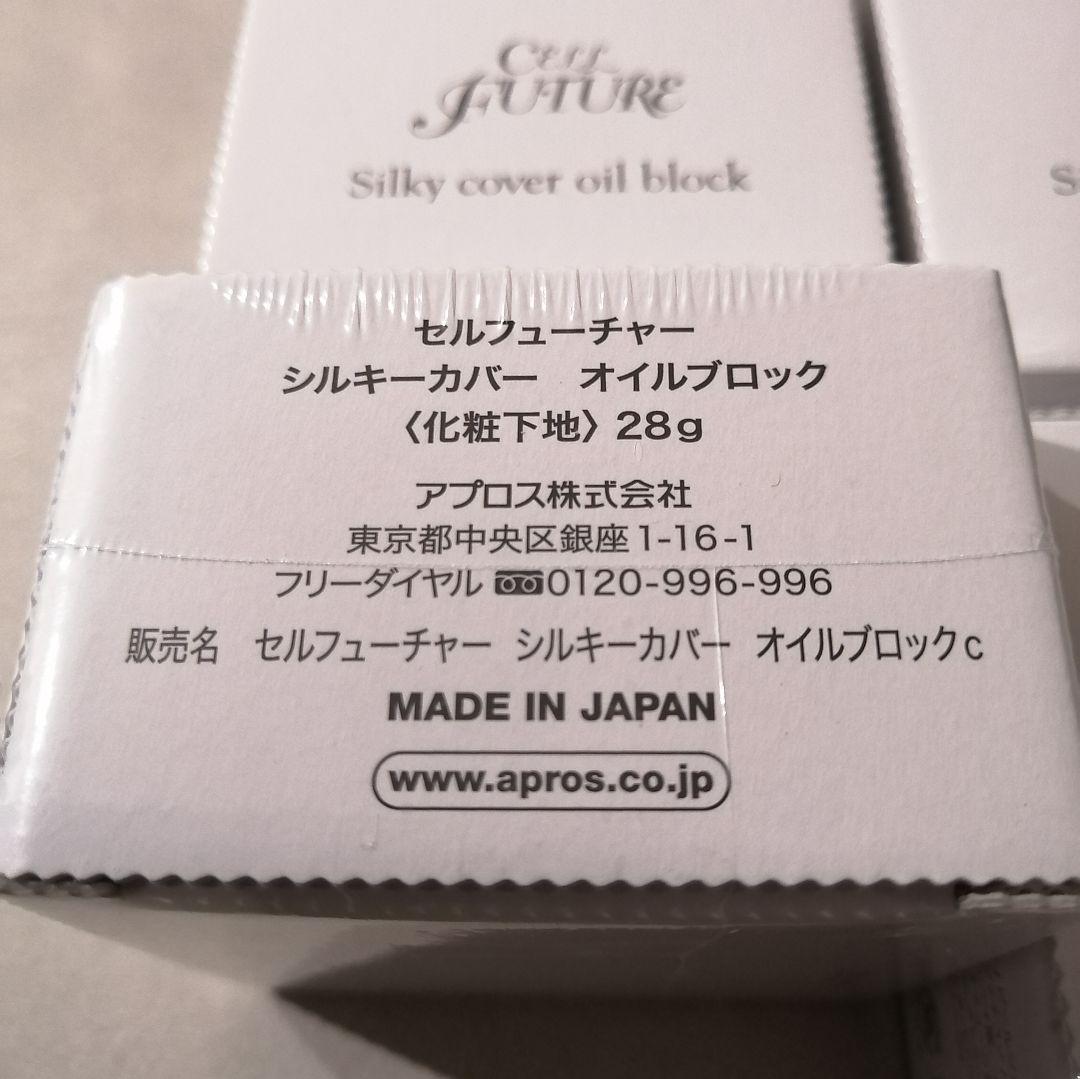 CELL
FUTURE
Silky cover oil block
S
セルフューチャー
シルキーカバー　オイルブロック
〈化粧下地〉28g
アプロス株式会社
東京都中央区銀座1-16-1
フリーダイヤル 0120-996-996
販売名　セルフューチャー　シルキーカバー　オイルブロックc
MADE IN JAPAN
www.apros.co.jp